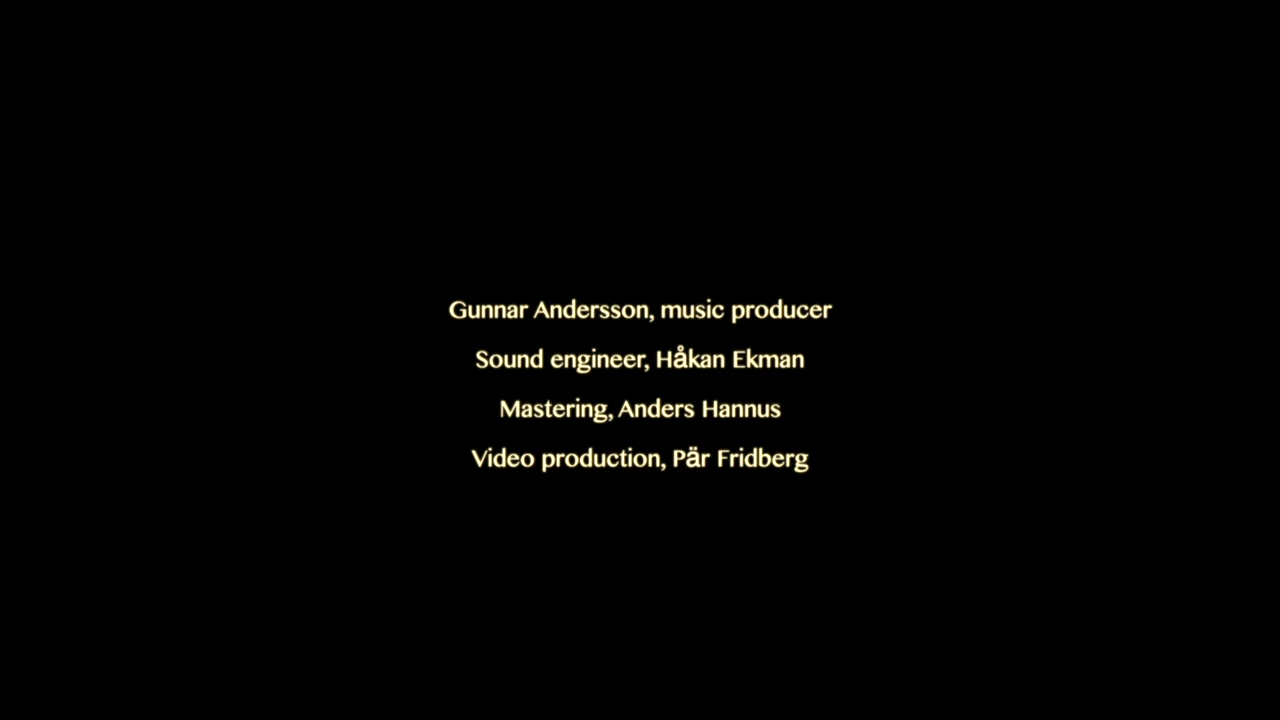 Gunnar Andersson, music producer
Sound engineer, Håkan Ekman
Mastering, Anders Hannus
Video production, Pär Fridberg